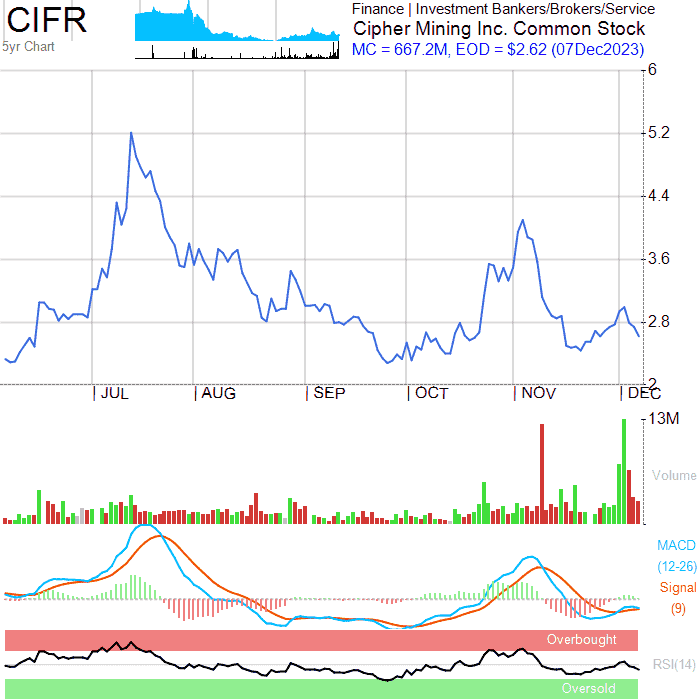 CIFR
5yr Chart
Finance | Investment Bankers/Brokers/Service
Cipher Mining Inc. Common Stock
MC = 667.2M, EOD = $2.62 (07Dec2023)
6
5.2
4.4
3.6
2.8
2
JUL AUG SEP OCT NOV DEC
13M
Volume
MACD
(12-26)
Signal
(9)
Overbought
RSI(14)
Oversold